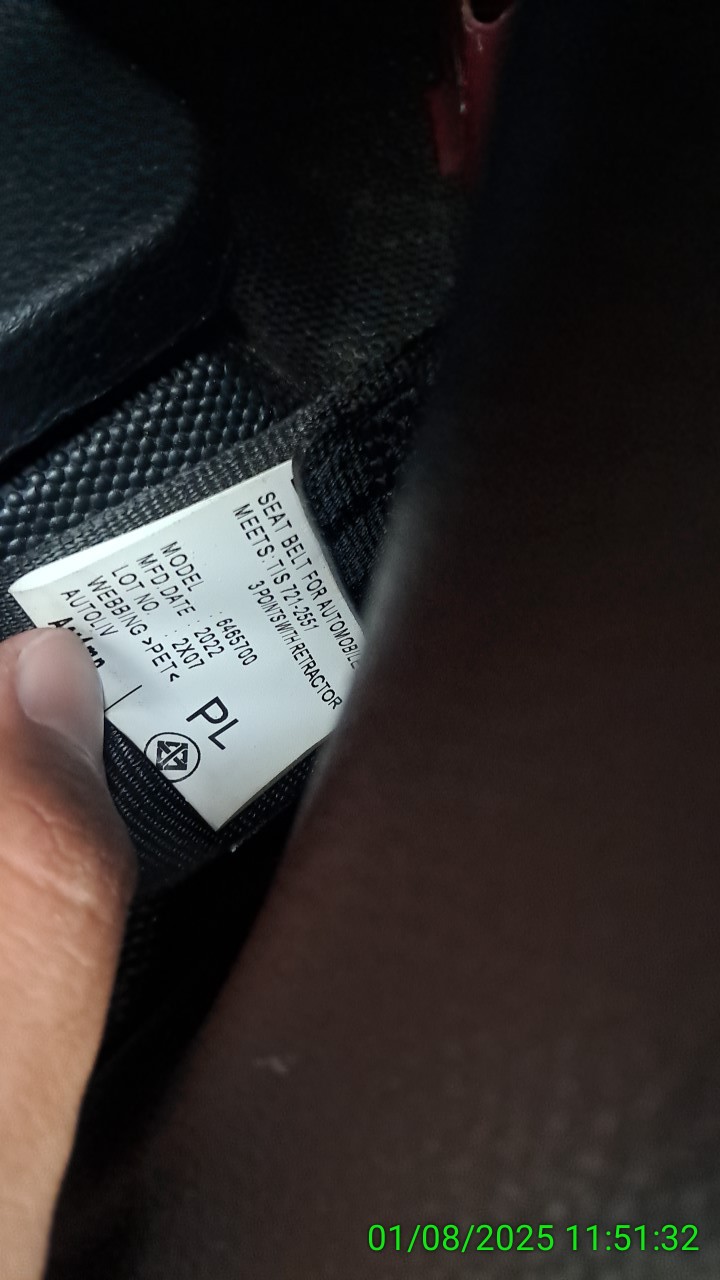 SEAT BELT FOR AUTOMOBILE
MEETS : TIS 721-2551
3 POINTS WITH RETRACTOR
MODEL : 6465700
MFD DATE : 2022
LOT NO. : 2X07
WEBBING >PET<
AUTOLIV
PL
01/08/2025 11:51:32